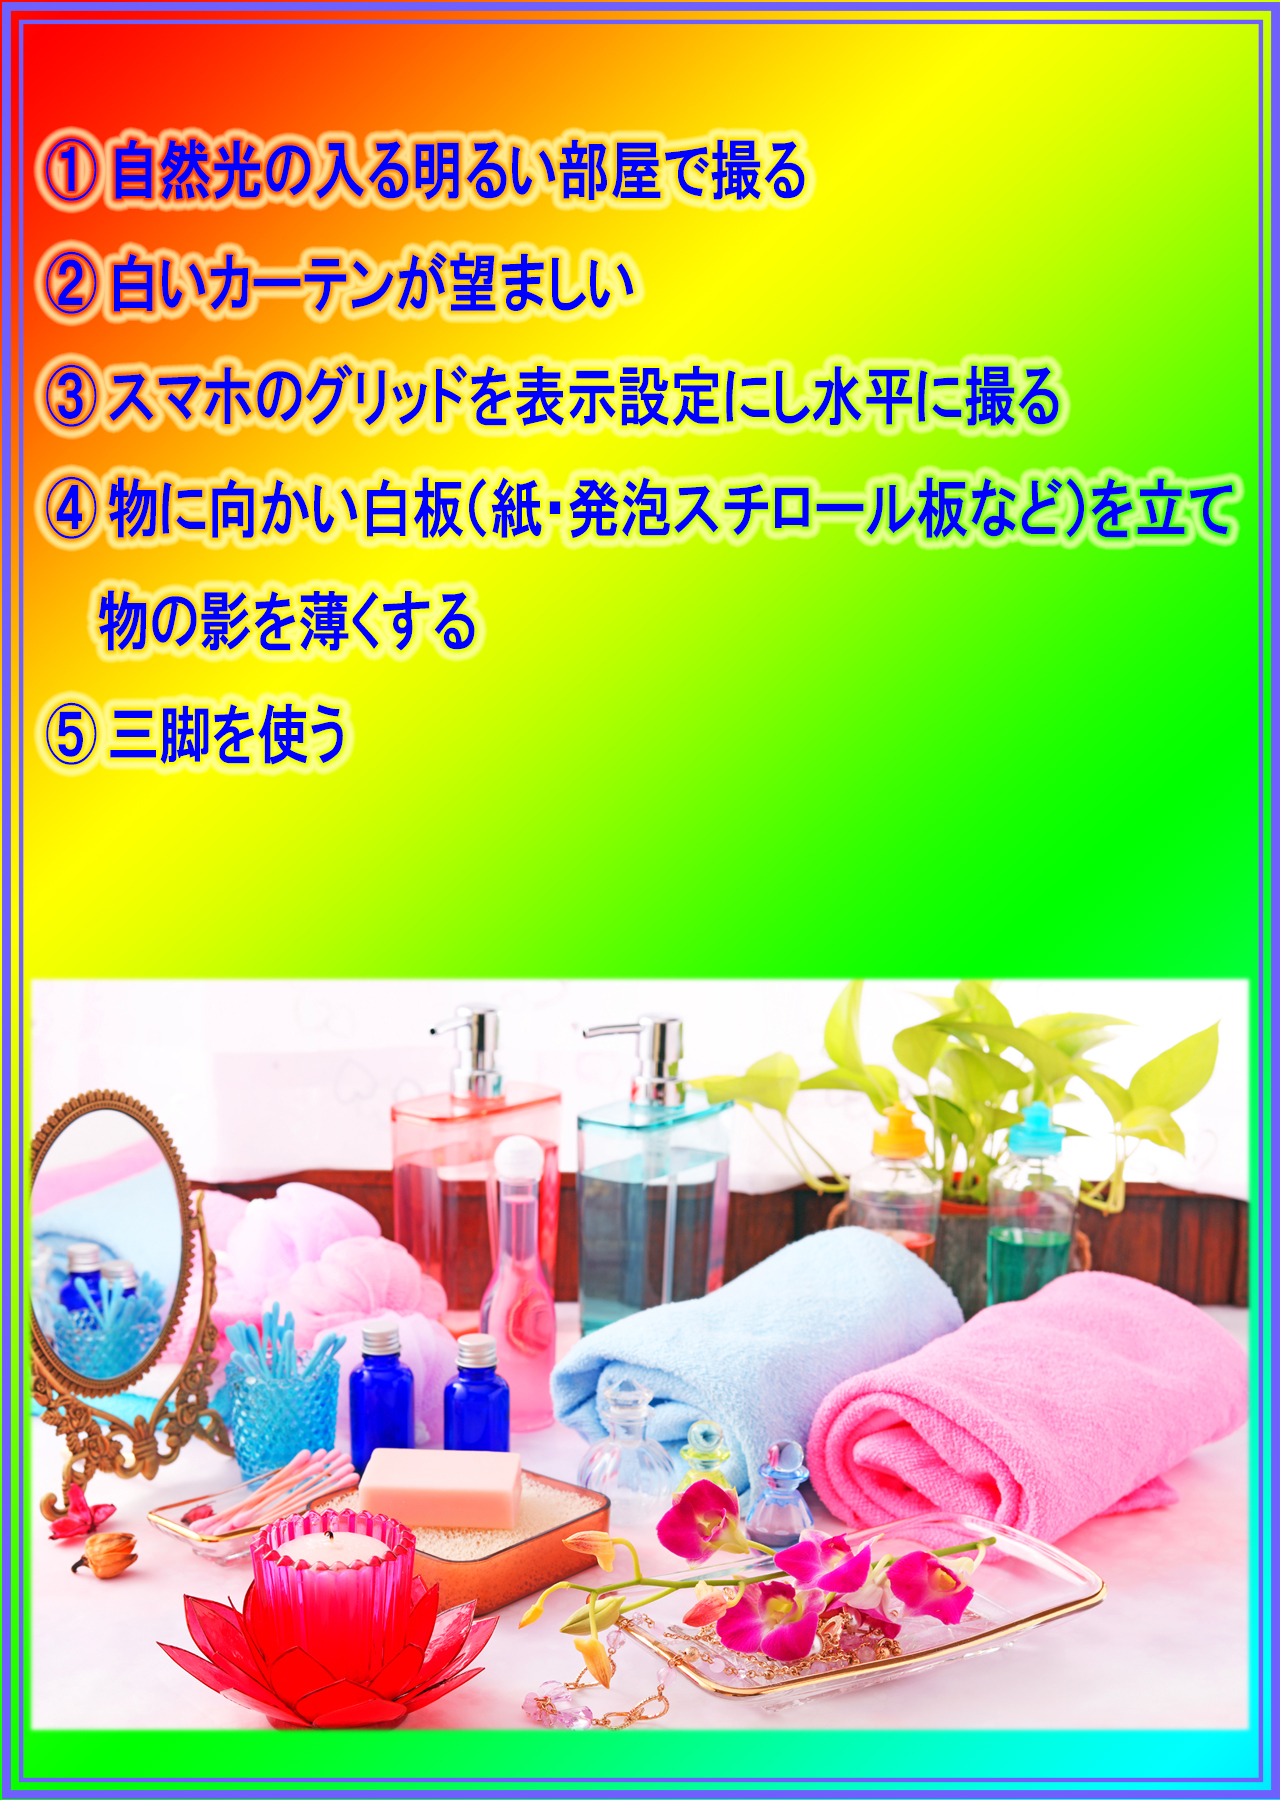 ① 自然光の入る明るい部屋で撮る
② 白いカーテンが望ましい
③ スマホのグリッドを表示設定にし水平に撮る
④ 物に向かい白板(紙・発泡スチロール板など)を立て
物の影を薄くする
⑤ 三脚を使う